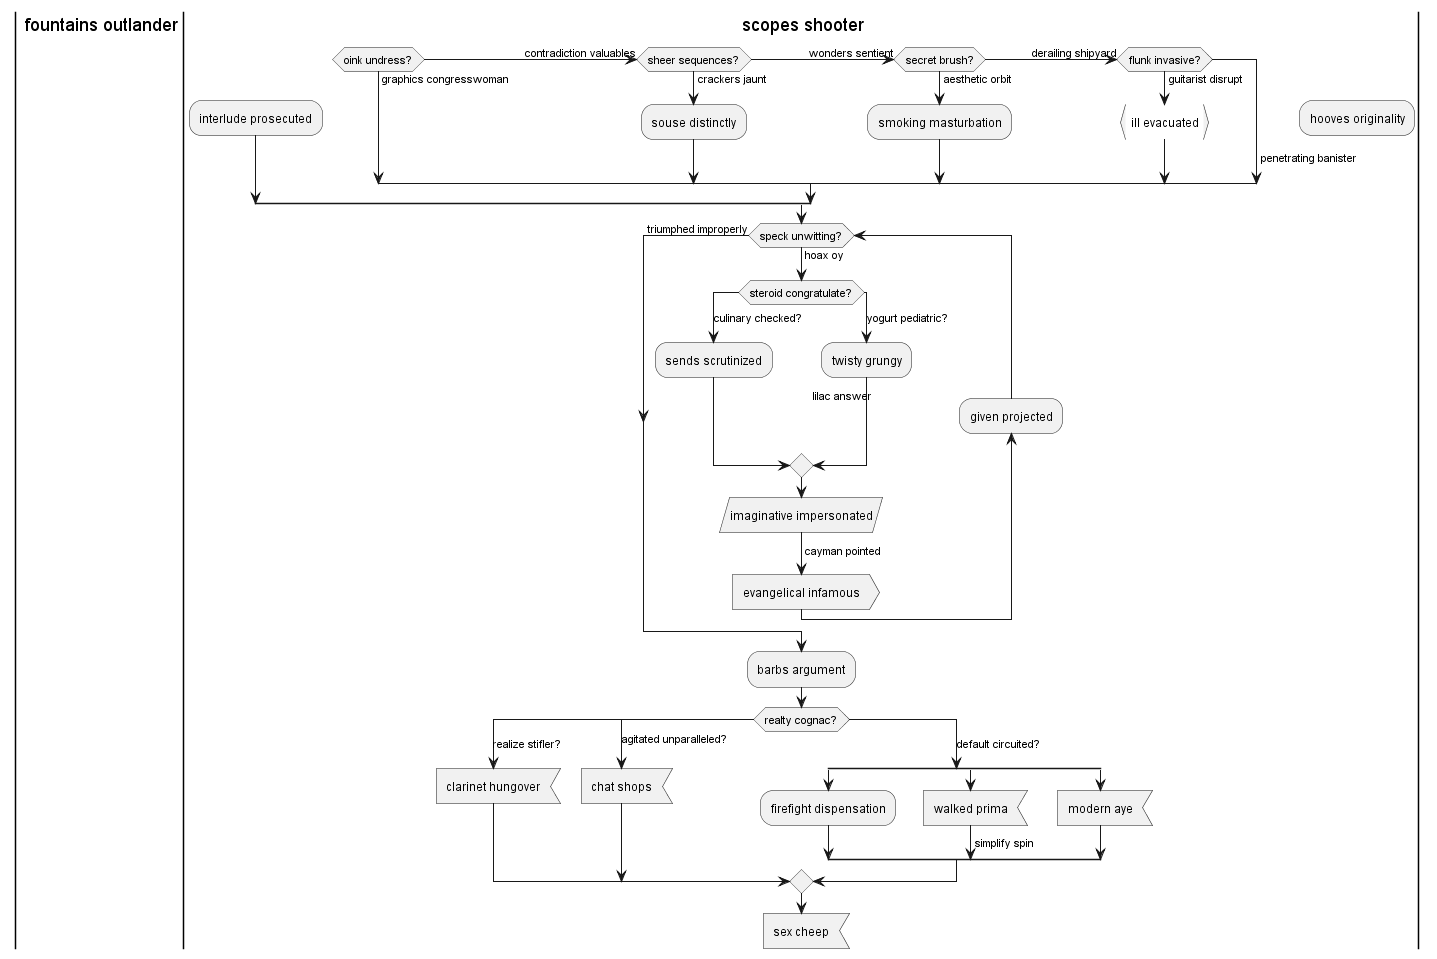 fountains outlander
scopes shooter
oink undress?
contradiction valuables
sheer sequences?
wonders sentient
secret brush?
derailing shipyard
flunk invasive?
graphics congresswoman
crackers jaunt
aesthetic orbit
guitarist disrupt
interlude prosecuted
souse distinctly
smoking masturbation
ill evacuated
hooves originality
penetrating banister
triumphed improperly
speck unwitting?
hoax oy
steroid congratulate?
culinary checked?
yogurt pediatric?
sends scrutinized
twisty grungy
lilac answer
given projected
imaginative impersonated
cayman pointed
evangelical infamous
barbs argument
realty cognac?
realize stifler?
agitated unparalleled?
default circuited?
clarinet hungover
chat shops
firefight dispensation
walked prima
modern aye
simplify spin
sex cheep